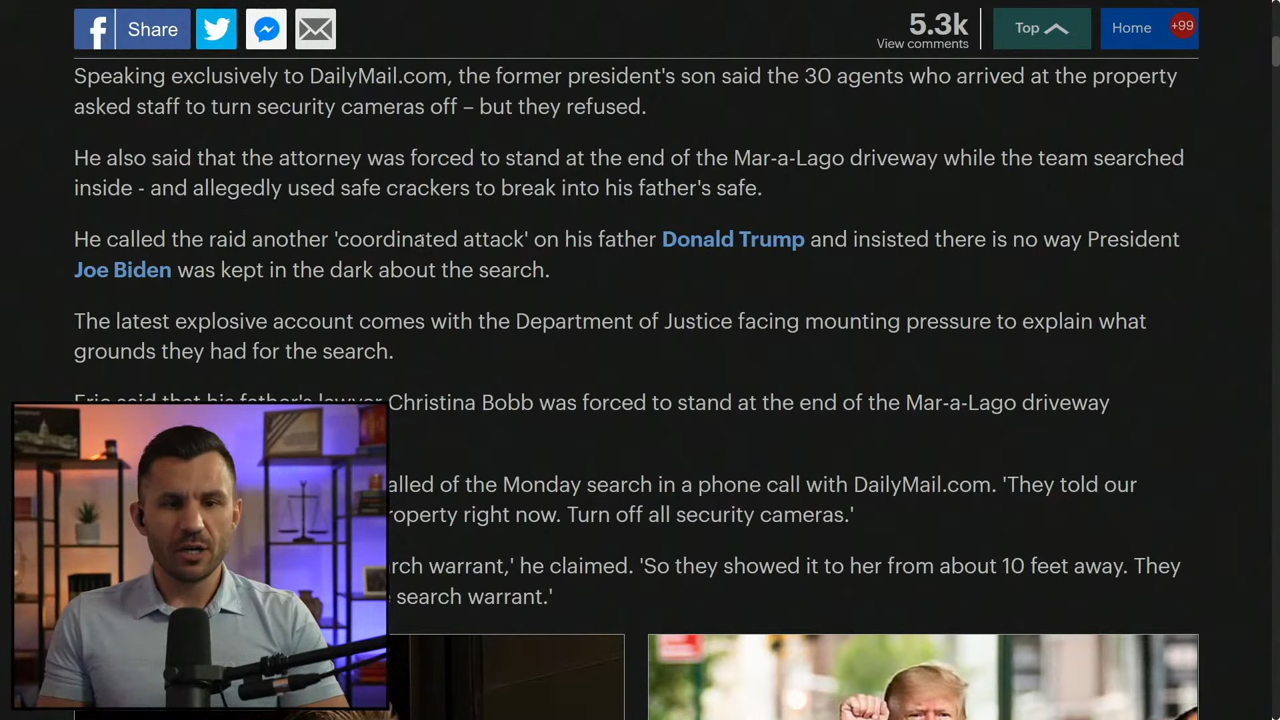 Share
5.3k
View comments
Top
Home
+99
Speaking exclusively to DailyMail.com, the former president's son said the 30 agents who arrived at the property
asked staff to turn security cameras off – but they refused.
He also said that the attorney was forced to stand at the end of the Mar-a-Lago driveway while the team searched
inside - and allegedly used safe crackers to break into his father's safe.
He called the raid another 'coordinated attack' on his father Donald Trump and insisted there is no way President
Joe Biden was kept in the dark about the search.
The latest explosive account comes with the Department of Justice facing mounting pressure to explain what
grounds they had for the search.
Eric said that his father's lawyer Christina Bobb was forced to stand at the end of the Mar-a-Lago driveway
of the Monday search in a phone call with DailyMail.com. 'They told our
right now. Turn off all security cameras.'
warrant,' he claimed. 'So they showed it to her from about 10 feet away. They
search warrant.'